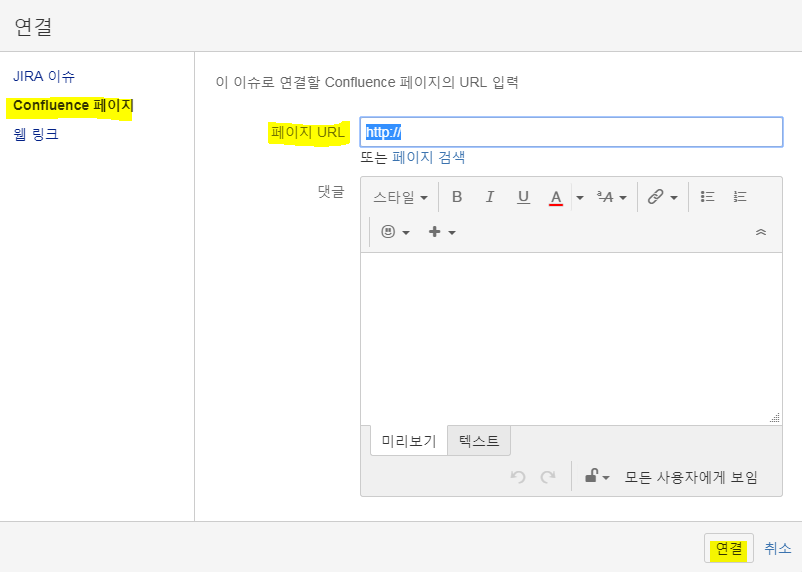 연결
JIRA 이슈
Confluence 페이지
웹 링크
이 이슈로 연결할 Confluence 페이지의 URL 입력
페이지 URL http://
또는 페이지 검색
댓글
스타일 B I U A ªA
미리보기 텍스트
모든 사용자에게 보임
연결 취소